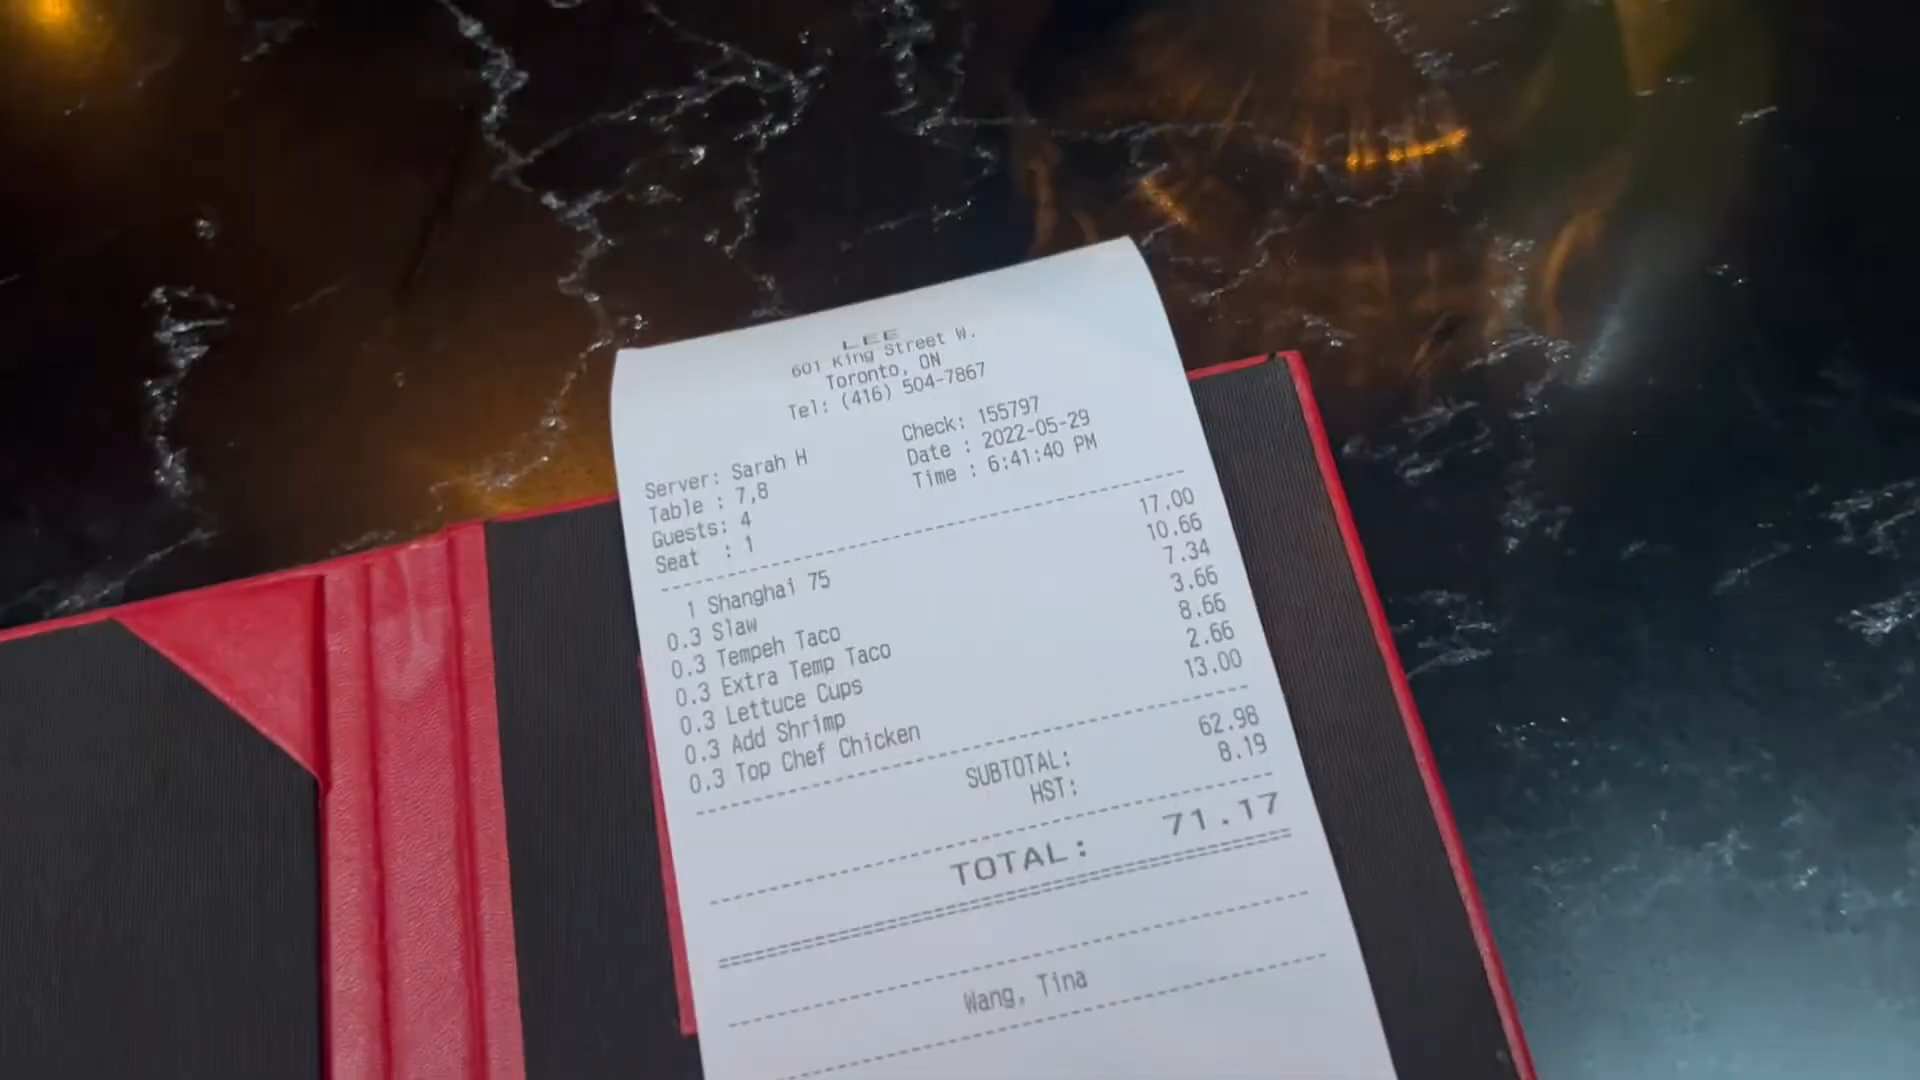 LEE
601 King Street W.
Toronto, ON
Tel: (416) 504-7867
Server: Sarah H Check: 155797
Table : 7,8 Date : 2022-05-29
Guests: 4 Time : 6:41:40 PM
Seat : 1
1 Shanghai 75 17.00
0.3 Slaw 10.66
0.3 Tempeh Taco 7.34
0.3 Extra Temp Taco 3.66
0.3 Lettuce Cups 8.66
0.3 Add Shrimp 2.66
0.3 Top Chef Chicken 13.00
SUBTOTAL: 62.98
HST: 8.19
TOTAL: 71.17
Wang, Tina